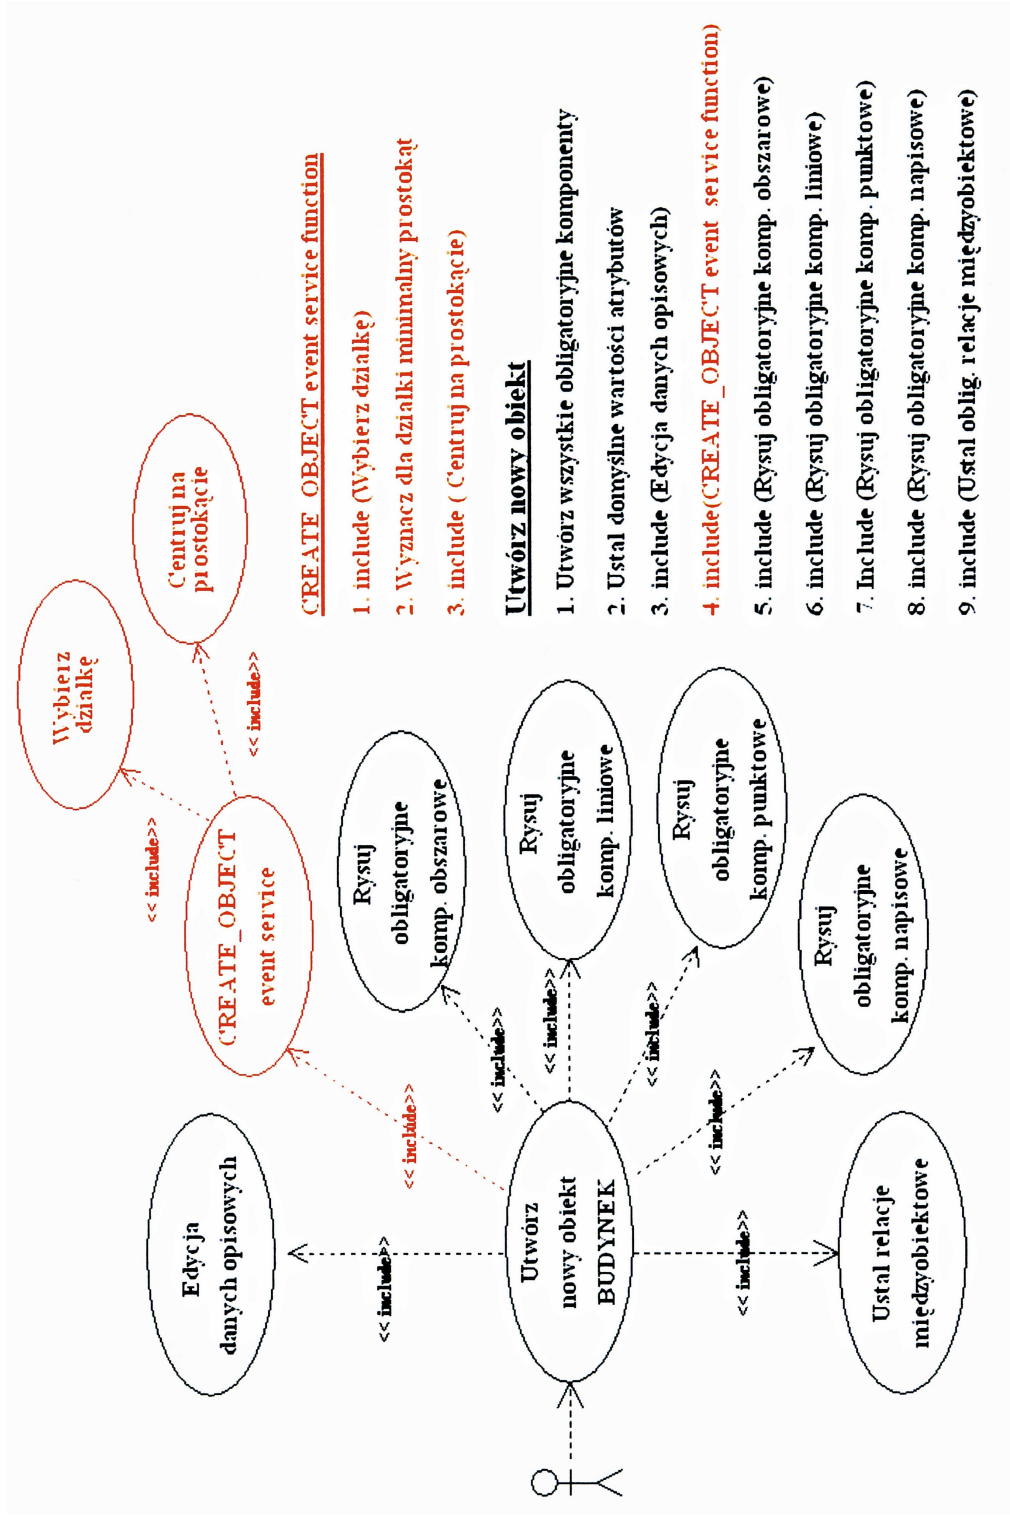 Wybierz
działkę
Centruj na
prostokącie
<< include>>
<< include>>
CREATE_OBJECT
event service
Edycja
danych opisowych
<< include>>
<< include>>
Rysuj
obligatoryjne
komp. obszarowe
<< include>>
Rysuj
obligatoryjne
komp. liniowe
<< include>>
Utwórz
nowy obiekt
BUDYNEK
Rysuj
obligatoryjne
komp. punktowe
<< include>>
<< include>>
Rysuj
obligatoryjne
komp. napisowe
<< include>>
Ustal relacje
międzyobiektowe
CREATE_OBJECT event service function
1. include (Wybierz działkę)
2. Wyznacz dla działki minimalny prostokąt
3. include ( Centruj na prostokącie)
Utwórz nowy obiekt
1. Utwórz wszystkie obligatoryjne komponenty
2. Ustal domyślne wartości atrybutów
3. include (Edycja danych opisowych)
4. include(CREATE_OBJECT event service function)
5. include (Rysuj obligatoryjne komp. obszarowe)
6. include (Rysuj obligatoryjne komp. liniowe)
7. Include (Rysuj obligatoryjne komp. punktowe)
8. include (Rysuj obligatoryjne komp. napisowe)
9. include (Ustal oblig. relacje międzyobiektowe)